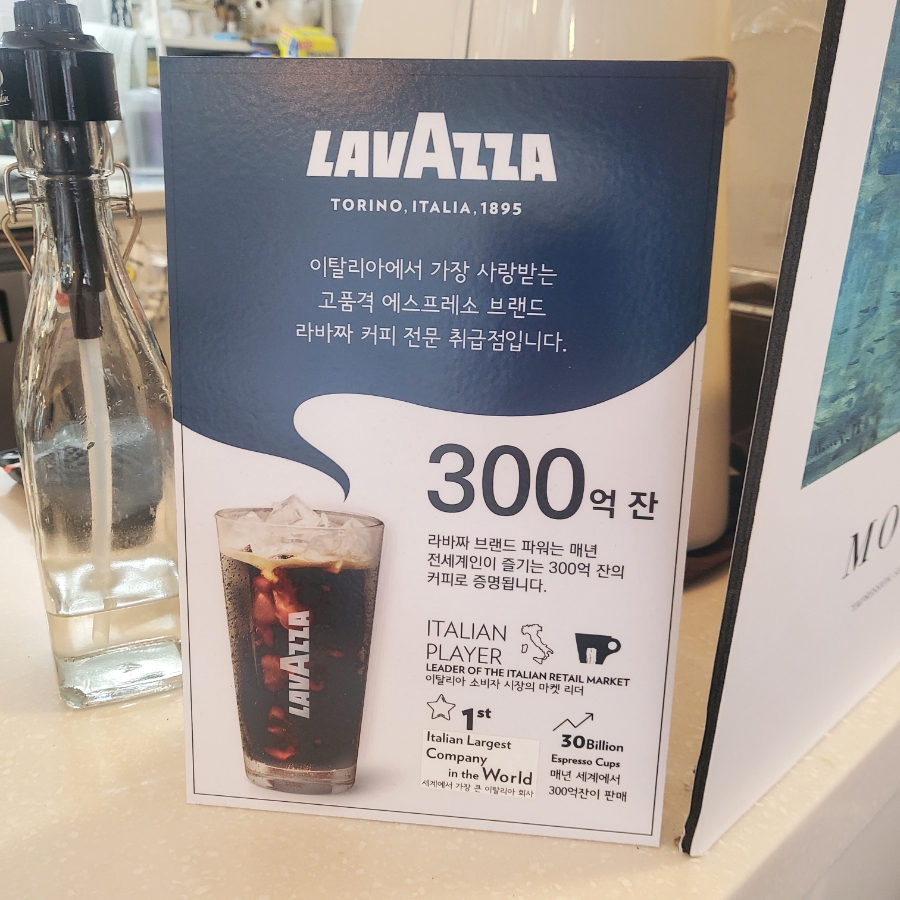 LAVAZZA
TORINO, ITALIA, 1895
이탈리아에서 가장 사랑받는
고품격 에스프레소 브랜드
라바짜 커피 전문 취급점입니다.
300억 잔
라바짜 브랜드 파워는 매년
전세계인이 즐기는 300억 잔의
커피로 증명됩니다.
LAVAZZA
ITALIAN
PLAYER
LEADER OF THE ITALIAN RETAIL MARKET
이탈리아 소비자 시장의 마켓 리더
1st
Italian Largest
Company
in the World
세계에서 가장 큰 이탈리아 회사
30Billion
Espresso Cups
매년 세계에서
300억잔이 판매
MO